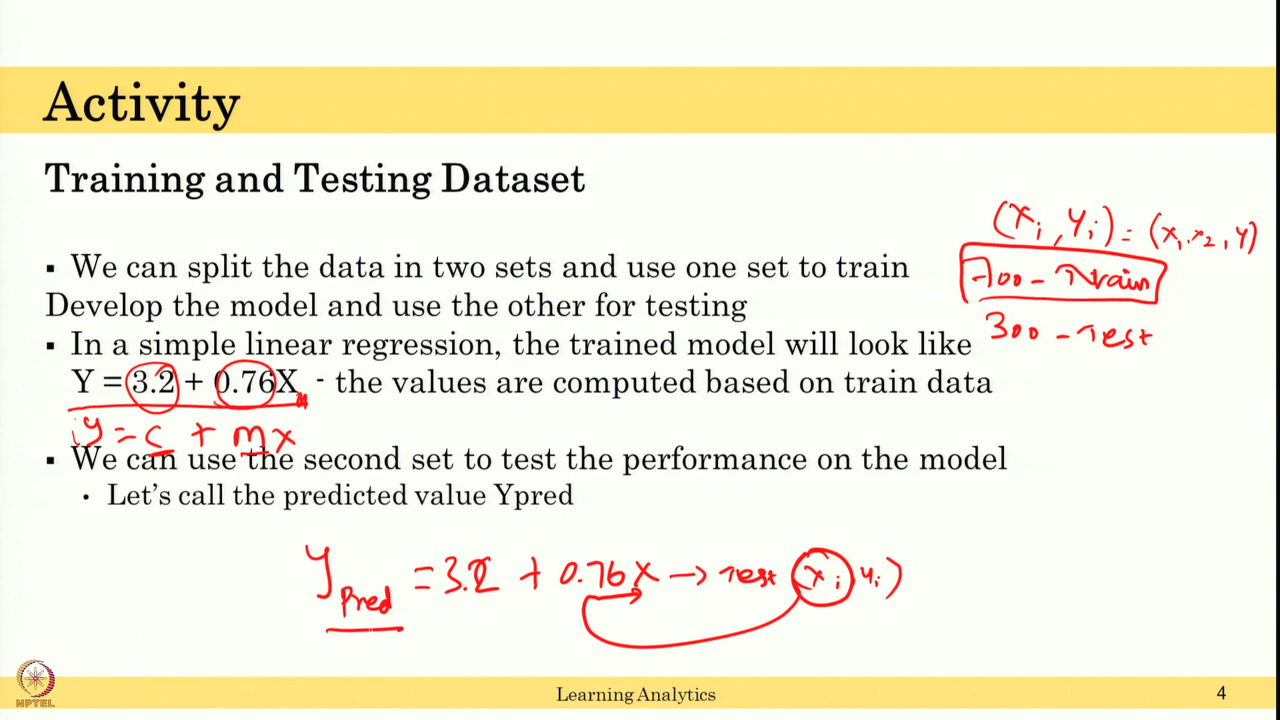 Activity
Training and Testing Dataset
(xi, yi) = (x1, x2, y)
▪ We can split the data in two sets and use one set to train
700 - Train
Develop the model and use the other for testing
300 - Test
▪ In a simple linear regression, the trained model will look like
Y = 3.2 + 0.76X - the values are computed based on train data
y = c + mx
▪ We can use the second set to test the performance on the model
• Let's call the predicted value Ypred
yPred = 3.2 + 0.76X → Test (xi yi)
NPTEL
Learning Analytics
4